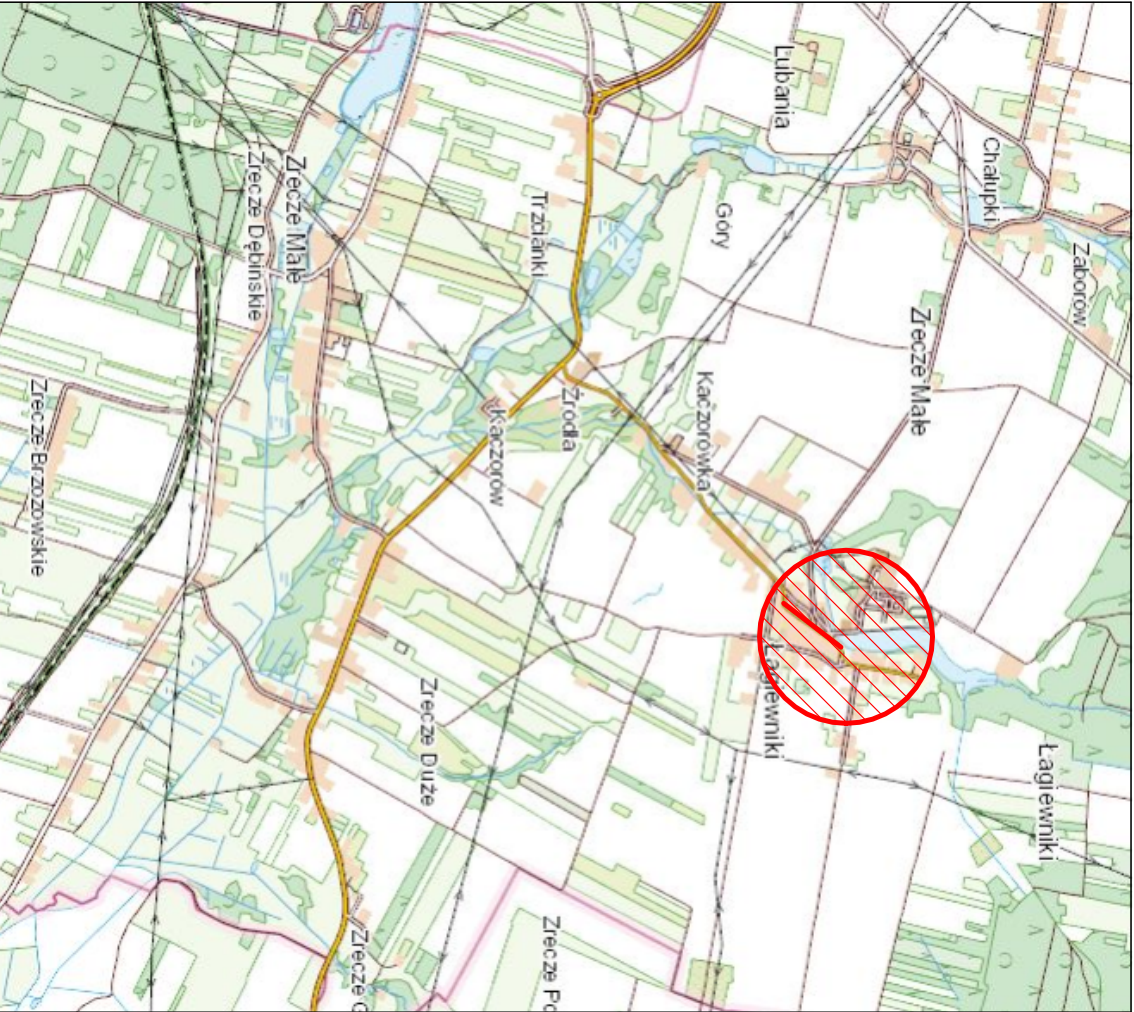 Zaborów
Łagiewniki
Chałupki
Zrecze Małe
Łubania
Łagiewniki
Góry
Kaczorówka
Źródła
Zrecze Po
Trzcianki
Kaczorów
Zrecze Duże
Zrecze G
Zrecze Małe
Zrecze Dębińskie
Zrecze Brzozowskie